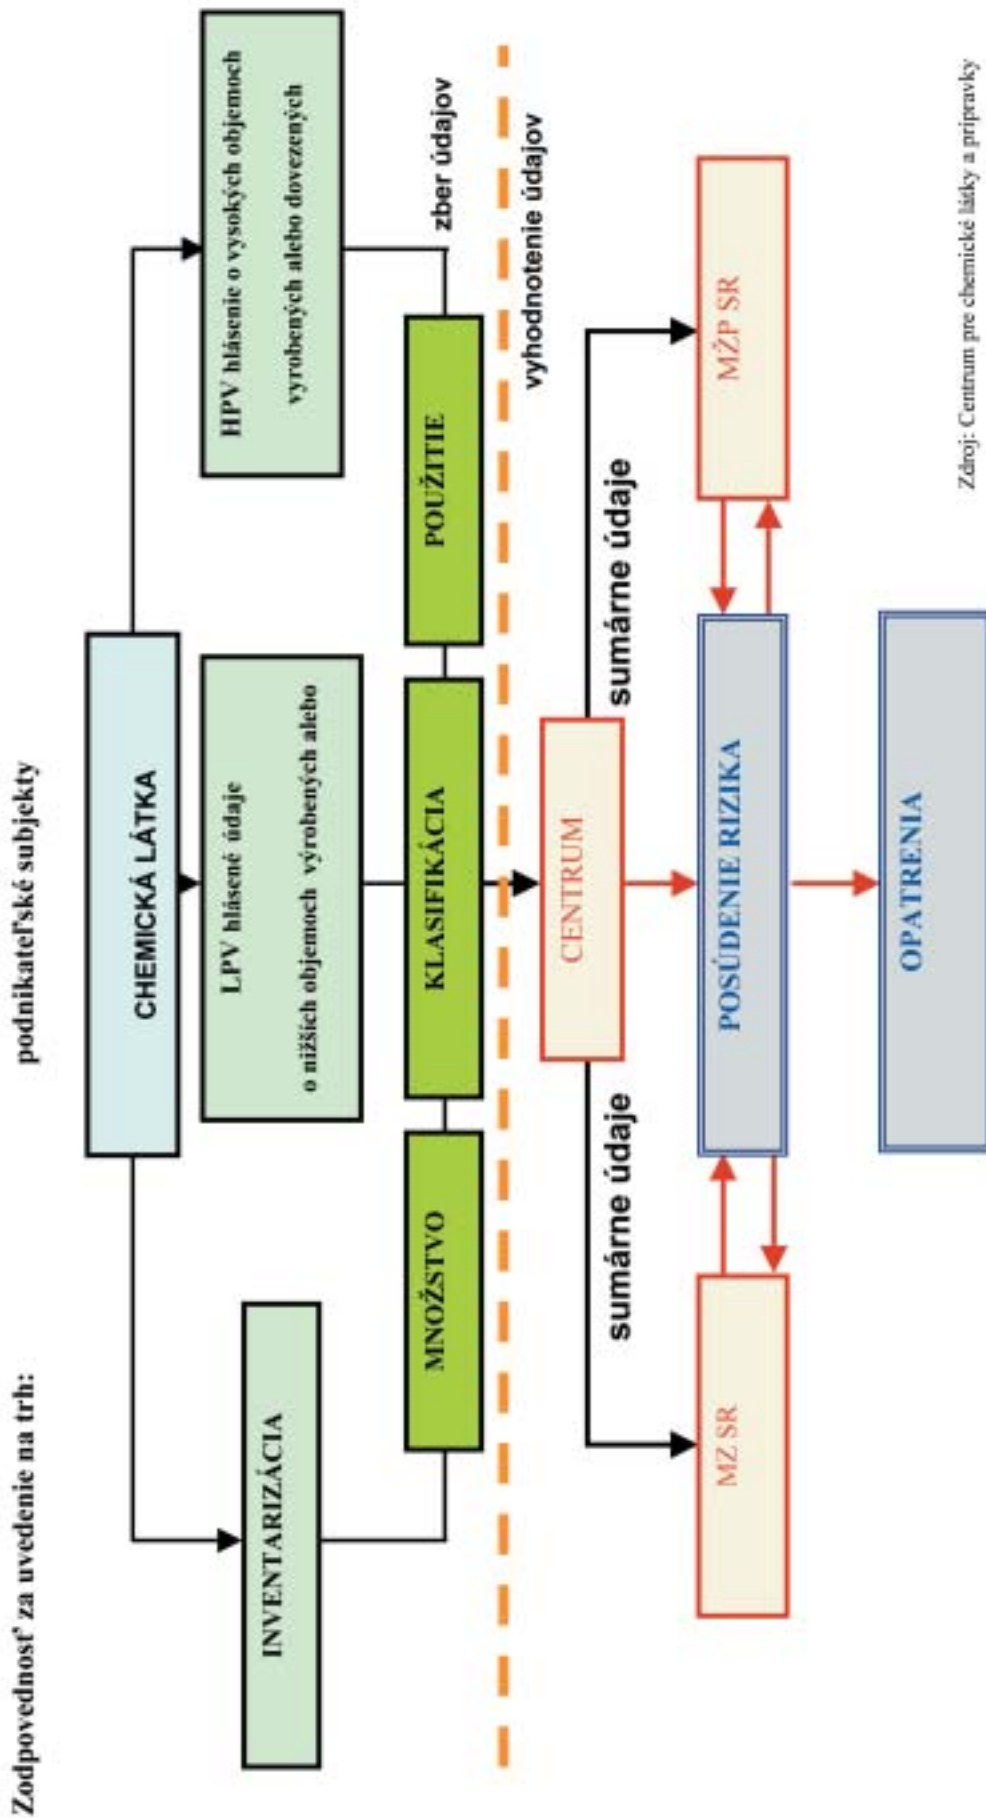 Zodpovednosť za uvedenie na trh:
podnikateľské subjekty
CHEMICKÁ LÁTKA
INVENTARIZÁCIA
LPV hlásené údaje
o nižších objemoch výrobených alebo
HPV hlásenie o vysokých objemoch
vyrobených alebo dovezených
MNOŽSTVO
KLASIFIKÁCIA
POUŽITIE
zber údajov
vyhodnotenie údajov
CENTRUM
sumárne údaje
sumárne údaje
MZ SR
POSÚDENIE RIZIKA
MŽP SR
OPATRENIA
Zdroj: Centrum pre chemické látky a prípravky